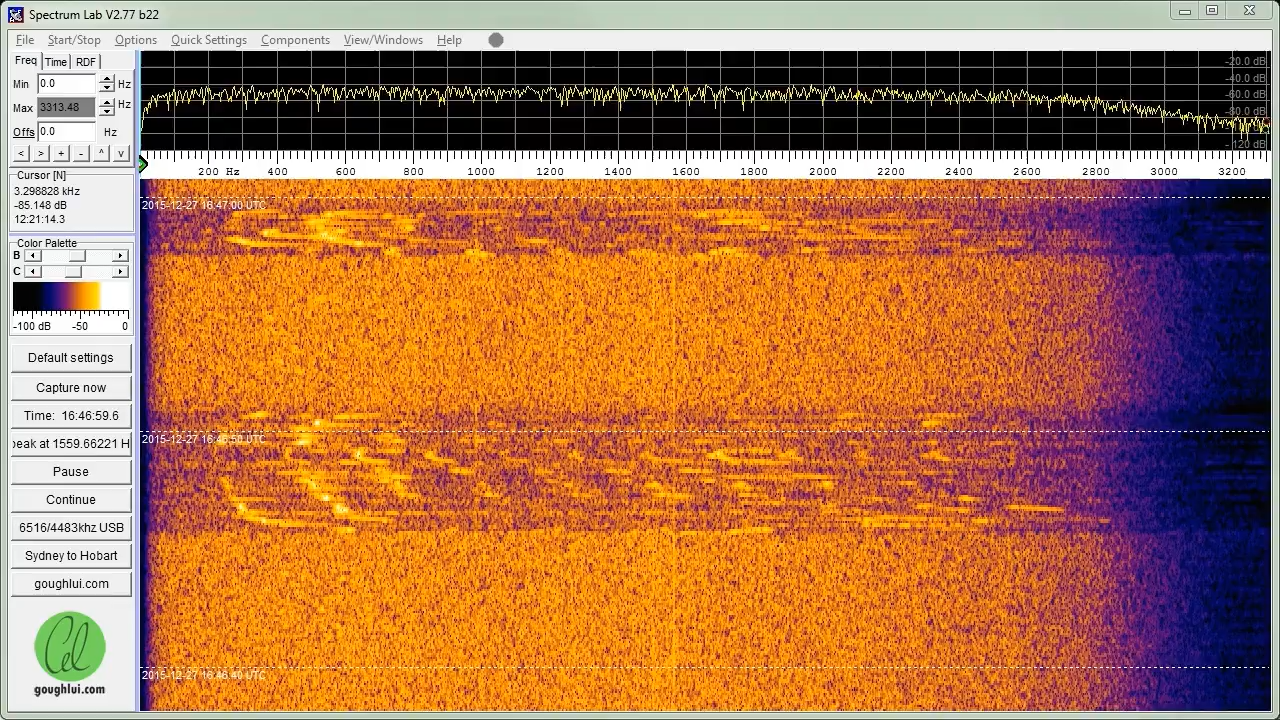 Spectrum Lab V2.77 b22
File Start/Stop Options Quick Settings Components View/Windows Help
Freq Time RDF
Min 0.0 Hz
Max 3313.48 Hz
Offs 0.0 Hz
< > + - ^ v
Cursor [N]
3.298828 kHz
-85.148 dB
12:21:14.3
Color Palette
B
C
-100 dB -50 0
Default settings
Capture now
Time: 16:46:59.6
peak at 1559.66221 H
Pause
Continue
6516/4483khz USB
Sydney to Hobart
goughlui.com
Cel
goughlui.com
-20.0 dB
-40.0 dB
-60.0 dB
-80.0 dB
-120 dB
200 Hz 400 600 800 1000 1200 1400 1600 1800 2000 2200 2400 2600 2800 3000 3200
2015-12-27 16:47:00 UTC
2015-12-27 16:46:50 UTC
2015-12-27 16:46:40 UTC